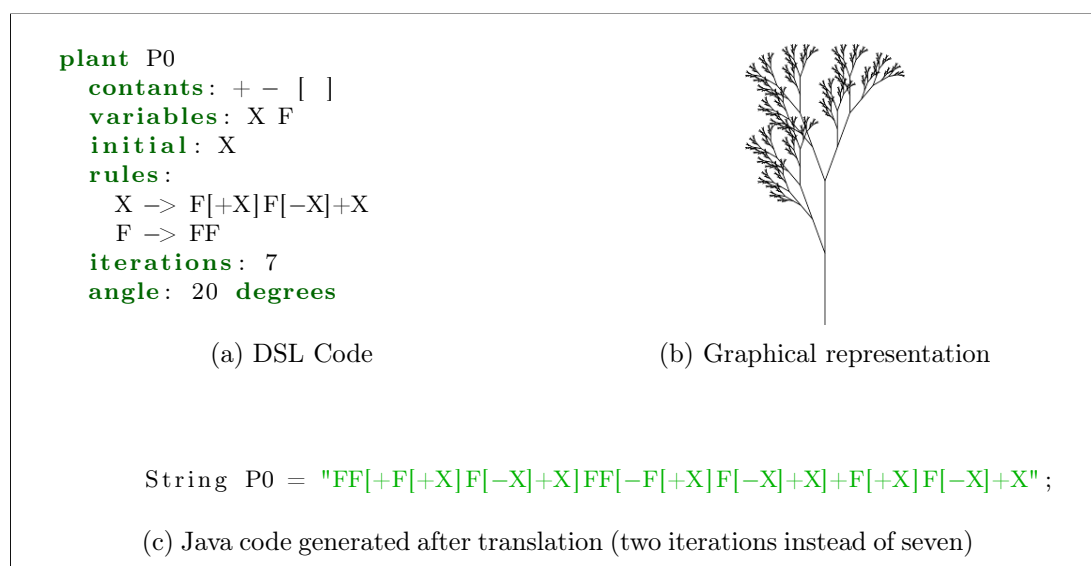 plant P0
contants: + − [ ]
variables: X F
initial: X
rules:
X −> F[+X]F[−X]+X
F −> FF
iterations: 7
angle: 20 degrees
(a) DSL Code
(b) Graphical representation
String P0 = "FF[+F[+X]F[−X]+X]FF[−F[+X]F[−X]+X]+F[+X]F[−X]+X";
(c) Java code generated after translation (two iterations instead of seven)